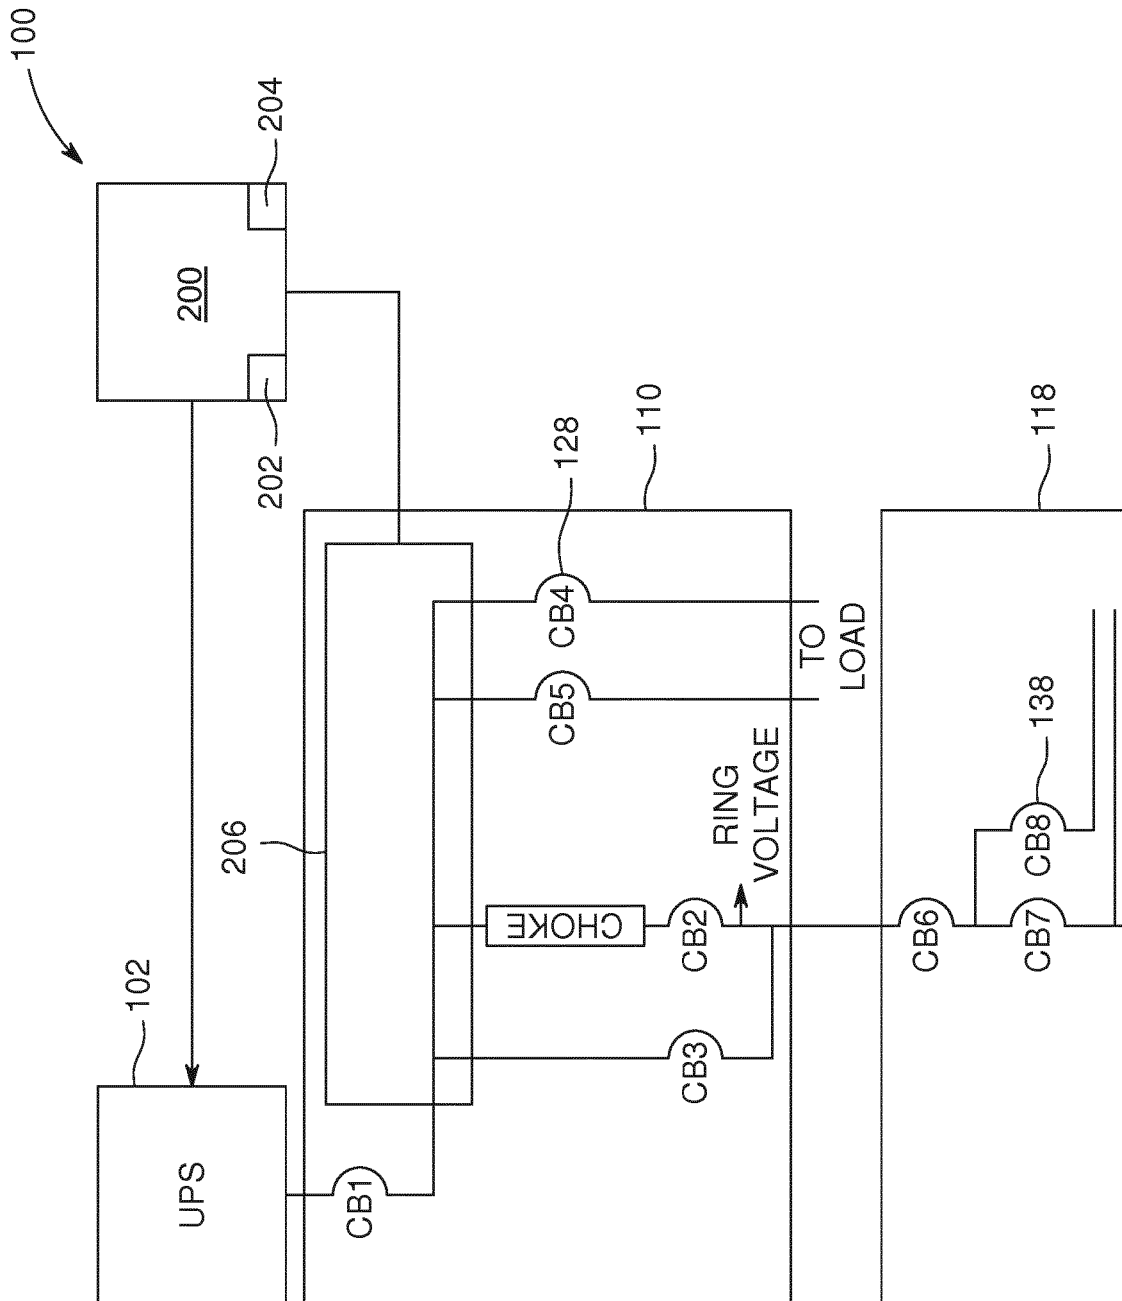 100
204
200
202
128
110
118
CB4
TO
LOAD
CB5
138
RING
VOLTAGE
206
CB8
CHOKE
CB2
CB6
CB7
102
CB3
UPS
CB1